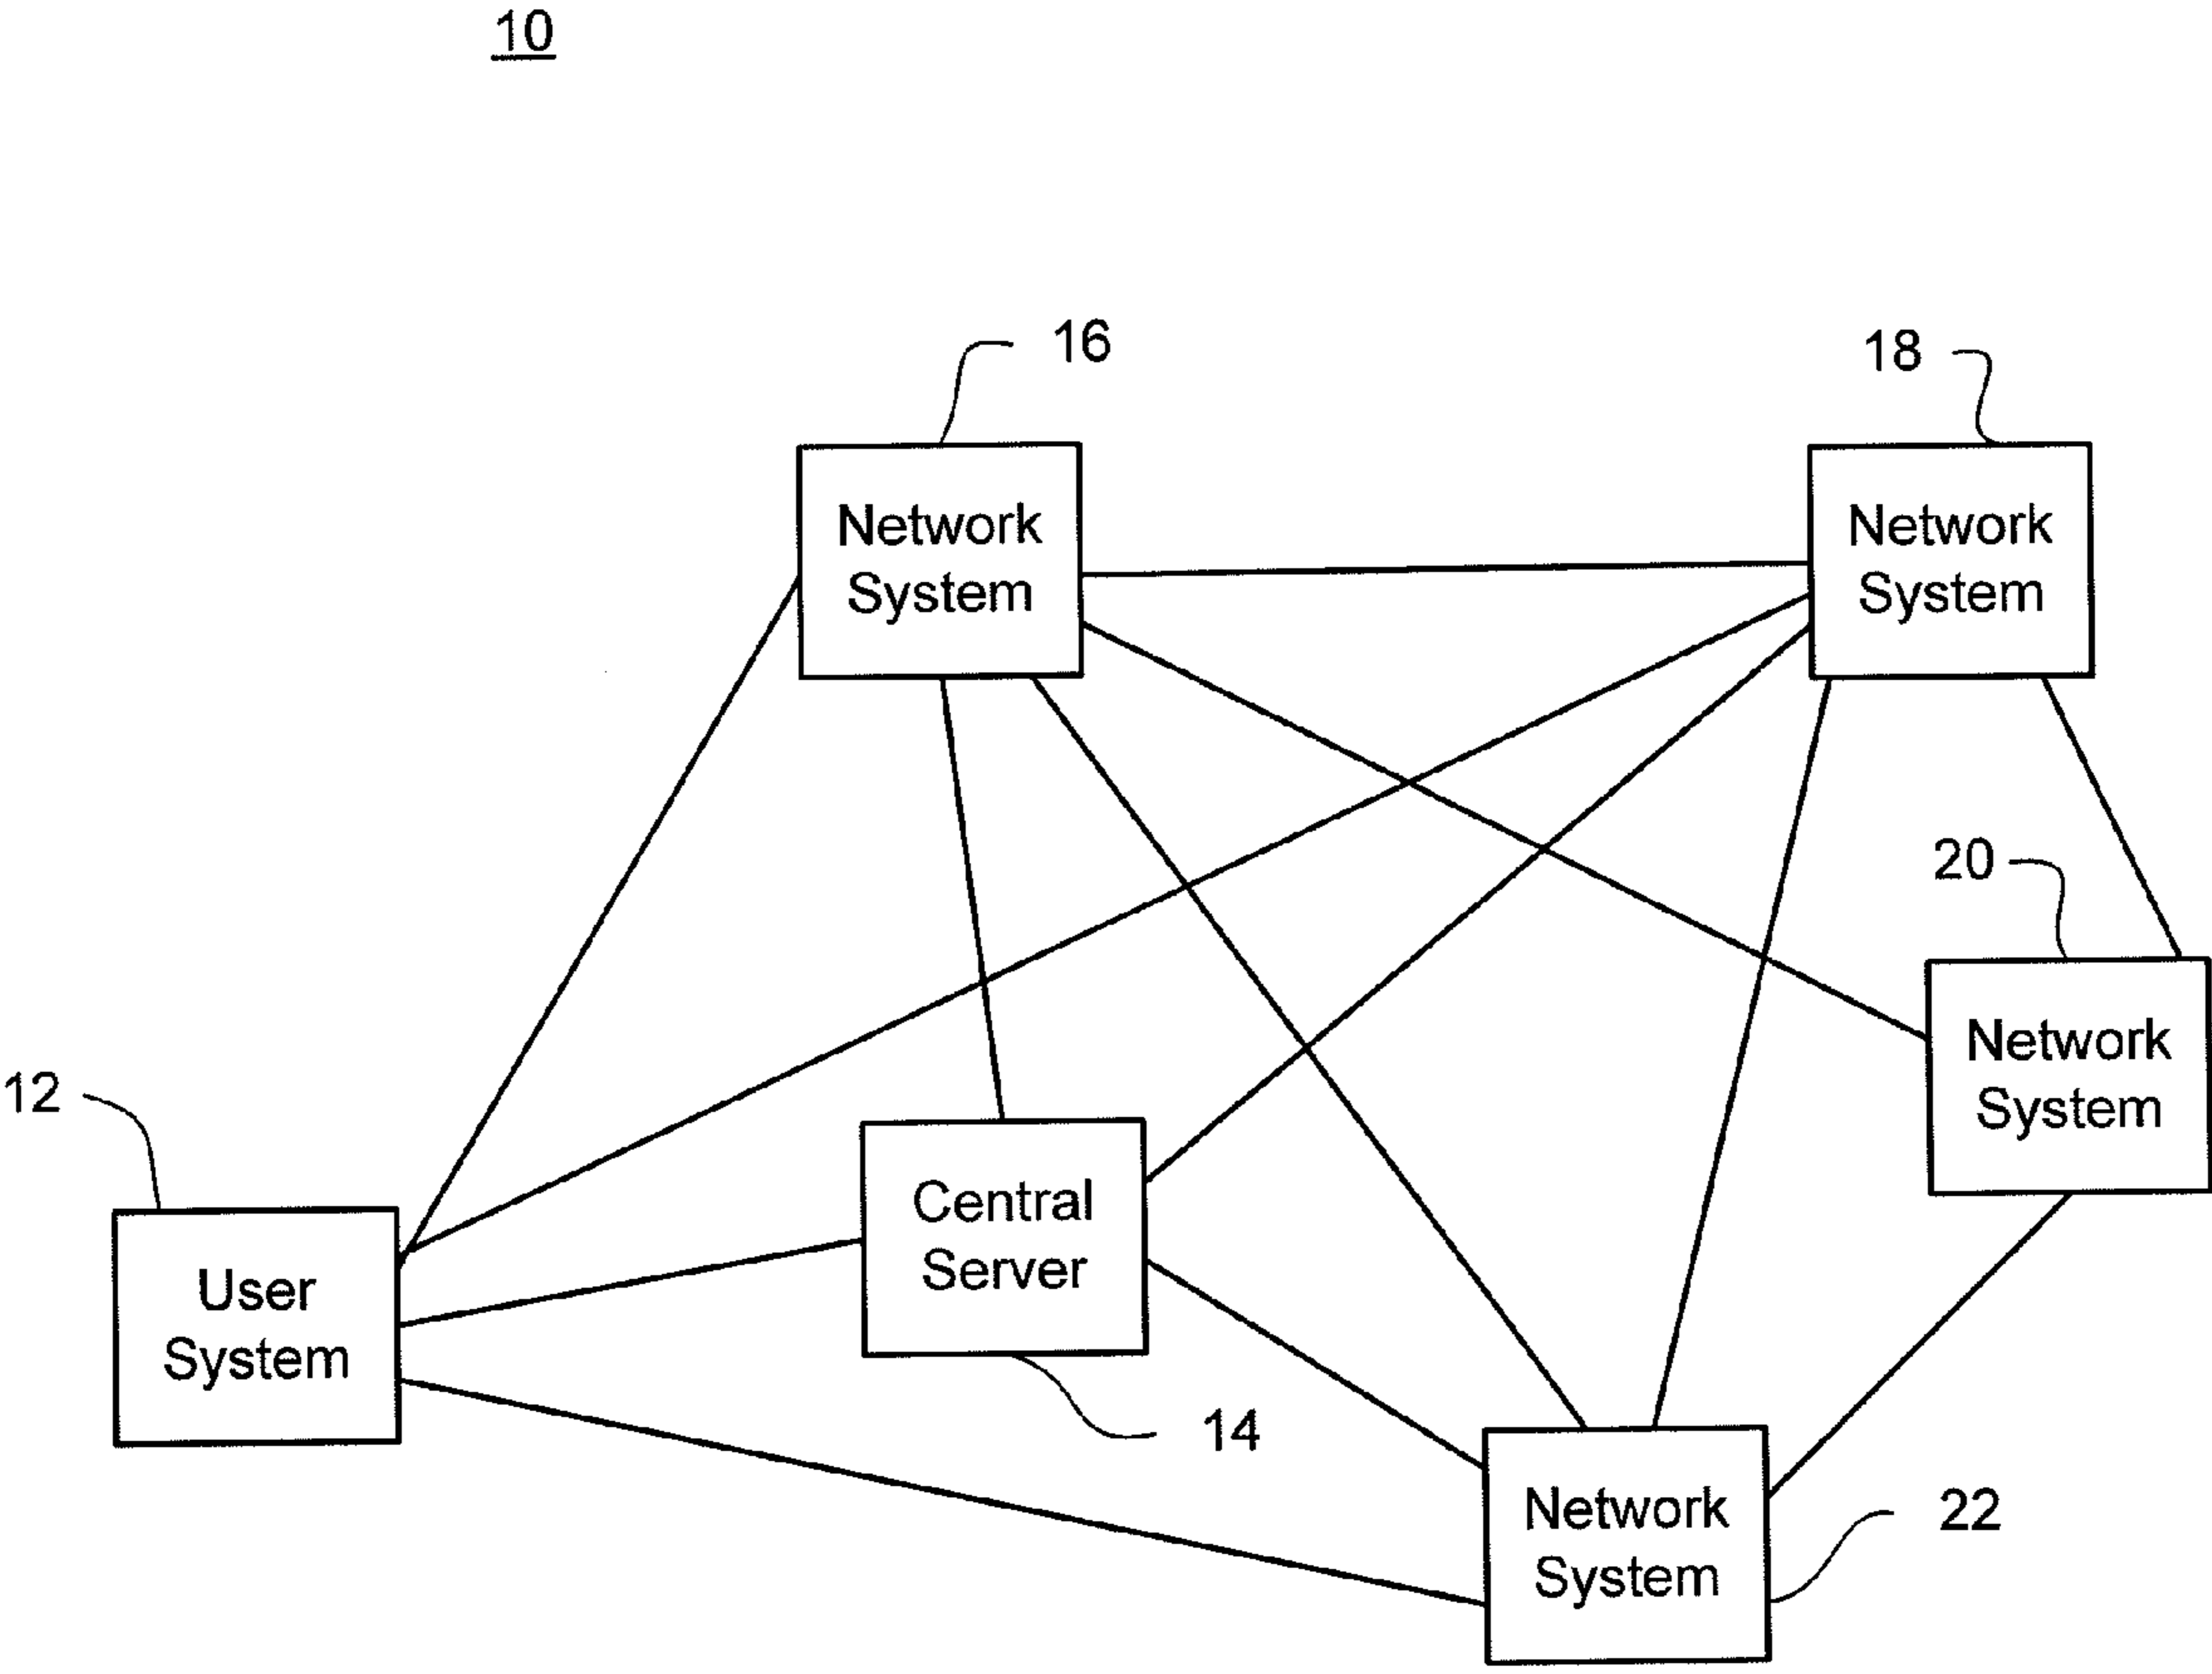 10
16
18
Network
System
Network
System
20
Network
System
12
Central
Server
User
System
14
Network
System
22